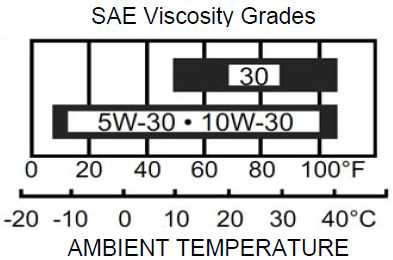 SAE Viscosity Grades
30
5W-30 • 10W-30
0 20 40 60 80 100°F
-20 -10 0 10 20 30 40°C
AMBIENT TEMPERATURE